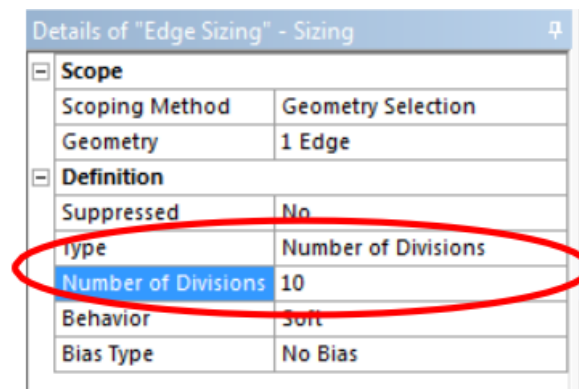 Details of "Edge Sizing" - Sizing
Scope
Scoping Method Geometry Selection
Geometry 1 Edge
Definition
Suppressed No
Type Number of Divisions
Number of Divisions 10
Behavior Soft
Bias Type No Bias